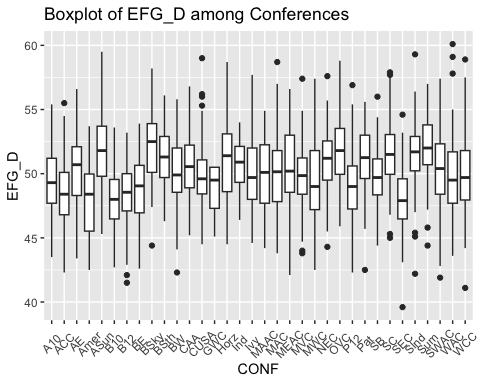 Boxplot of EFG_D among Conferences
EFG_D
60
55
50
45
40
A10
ACC
AE
Amer
ASun
B10
B12
BE
BSky
BSth
BW
CAA
CUSA
GWC
Horz
Ind
Ivy
MAAC
MAC
MEAC
MVC
MWC
NEC
OVC
P12
Pat
SB
SC
SEC
Slnd
Sum
SWAC
WAC
WCC
CONF